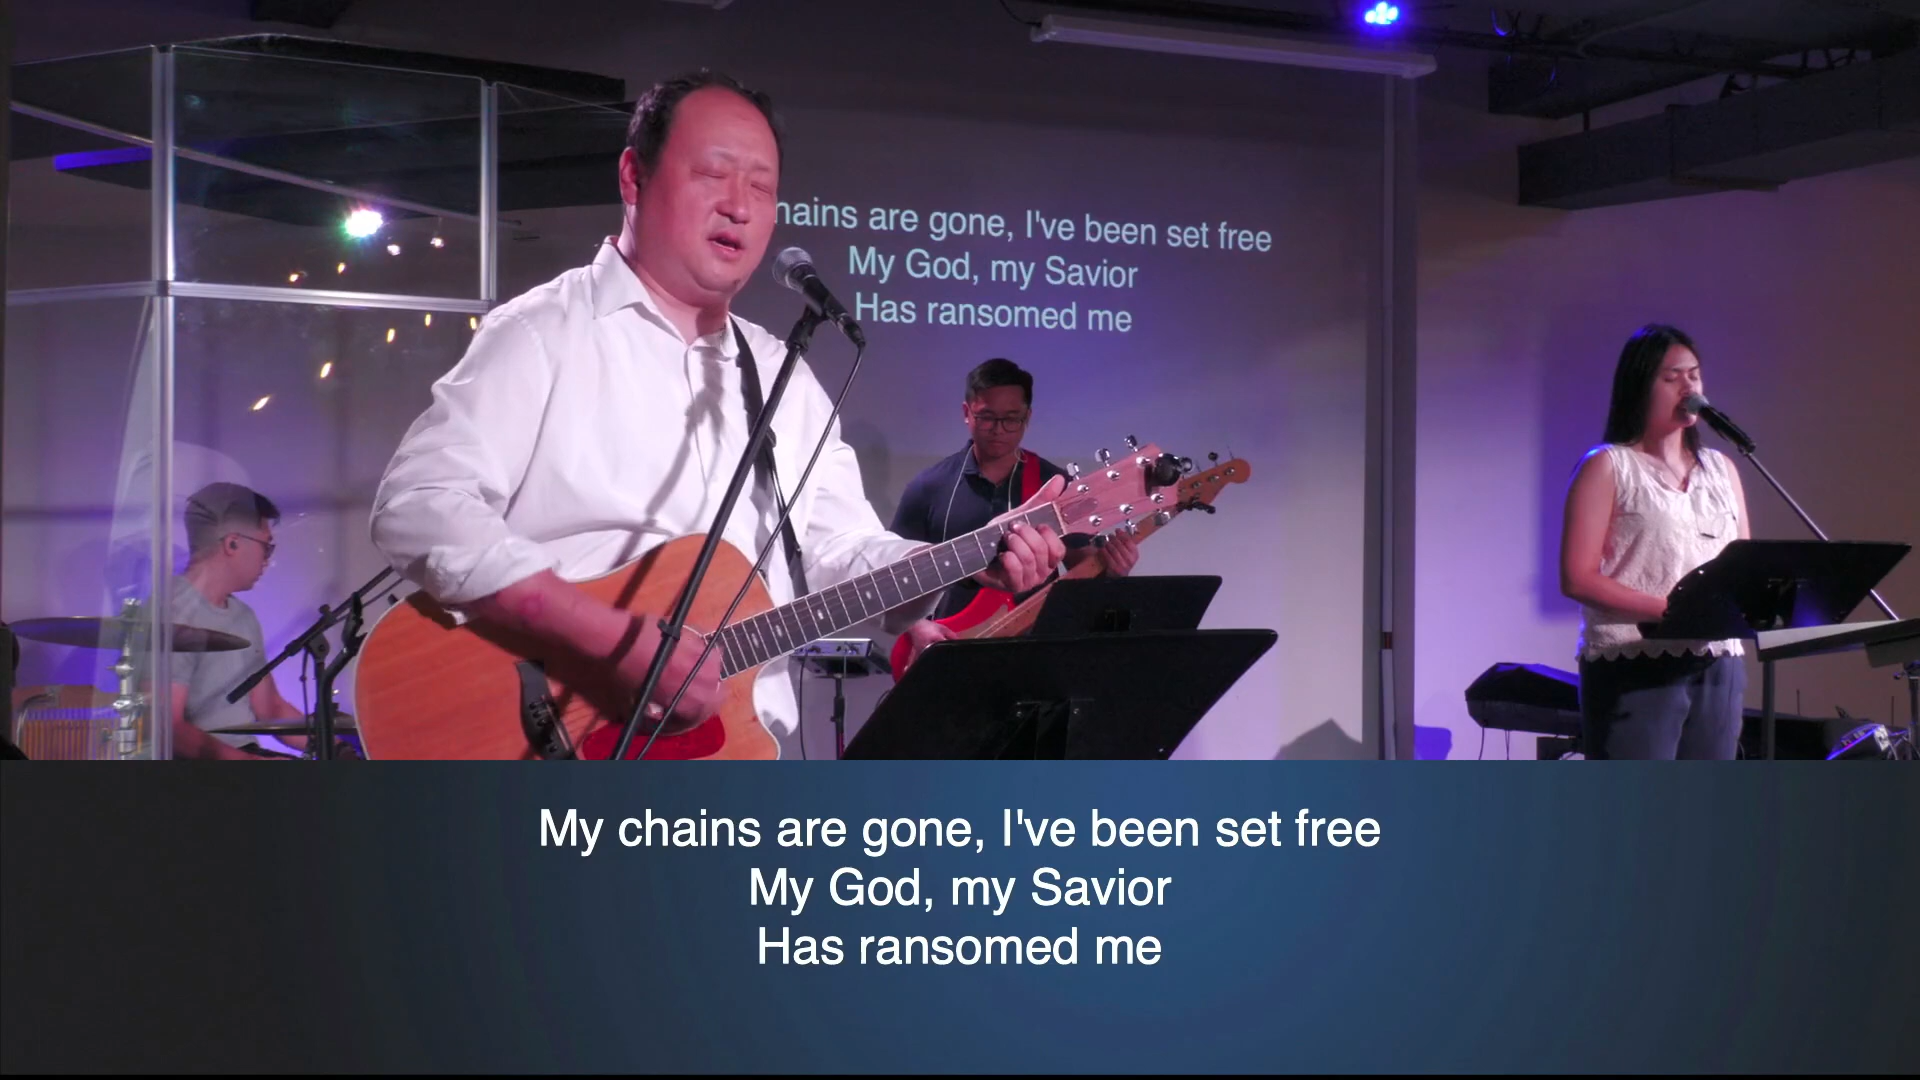 hains are gone, I've been set free
My God, my Savior
Has ransomed me
My chains are gone, I've been set free
My God, my Savior
Has ransomed me